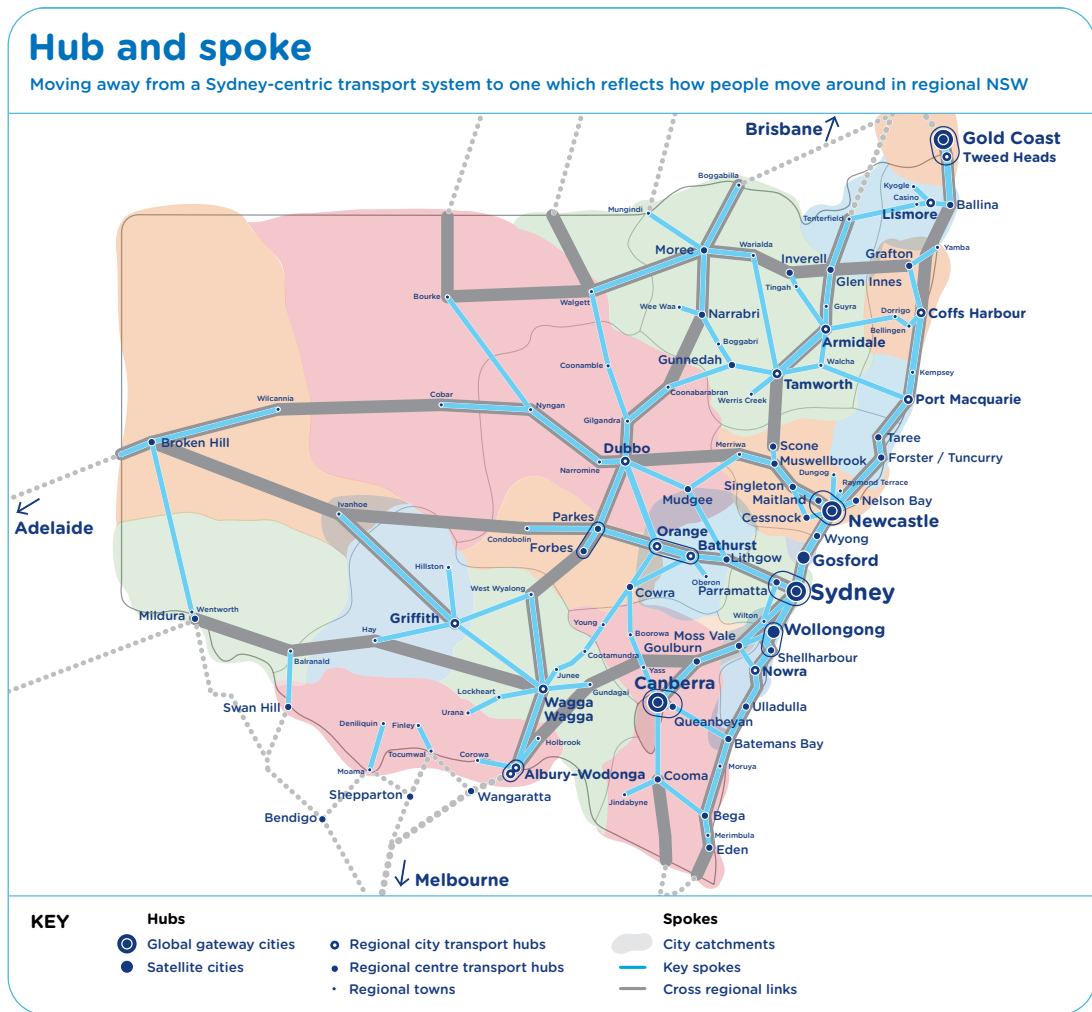 Hub and spoke
Moving away from a Sydney-centric transport system to one which reflects how people move around in regional NSW
Brisbane
Gold Coast
Tweed Heads
Boggabilla
Kyogle
Casino
Mungindi
Tenterfield
Lismore
Ballina
Moree
Warialda
Inverell
Grafton
Yamba
Glen Innes
Tingah
Bourke
Walgett
Wee Waa
Narrabri
Guyra
Dorrigo
Coffs Harbour
Bellingen
Boggabri
Armidale
Gunnedah
Walcha
Coonamble
Kempsey
Tamworth
Coonabarabran
Werris Creek
Port Macquarie
Wilcannia
Cobar
Nyngan
Gilgandra
Broken Hill
Dubbo
Merriwa
Scone
Taree
Muswellbrook
Forster / Tuncurry
Narromine
Dungog
Raymond Terrace
Singleton
Mudgee
Maitland
Nelson Bay
Ivanhoe
Parkes
Cessnock
Newcastle
Adelaide
Condobolin
Orange
Wyong
Forbes
Bathurst
Lithgow
Gosford
Hillston
Oberon
West Wyalong
Cowra
Parramatta
Sydney
Mildura
Wentworth
Griffith
Wilton
Young
Hay
Boorowa
Moss Vale
Wollongong
Goulburn
Cootamundra
Shellharbour
Balranald
Yass
Junee
Nowra
Canberra
Lockheart
Gundagai
Swan Hill
Wagga
Wagga
Ulladulla
Urana
Queanbeyan
Deniliquin
Finley
Holbrook
Batemans Bay
Tocumwal
Corowa
Moruya
Moama
Albury-Wodonga
Cooma
Shepparton
Wangaratta
Jindabyne
Bendigo
Bega
Merimbula
Eden
Melbourne
KEY
Hubs
Spokes
Global gateway cities
Regional city transport hubs
City catchments
Satellite cities
Regional centre transport hubs
Key spokes
Regional towns
Cross regional links